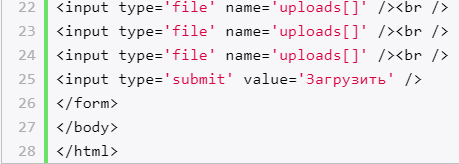 22 <input type='file' name='uploads[]' /><br />
23 <input type='file' name='uploads[]' /><br />
24 <input type='file' name='uploads[]' /><br />
25 <input type='submit' value='Загрузить' />
26 </form>
27 </body>
28 </html>